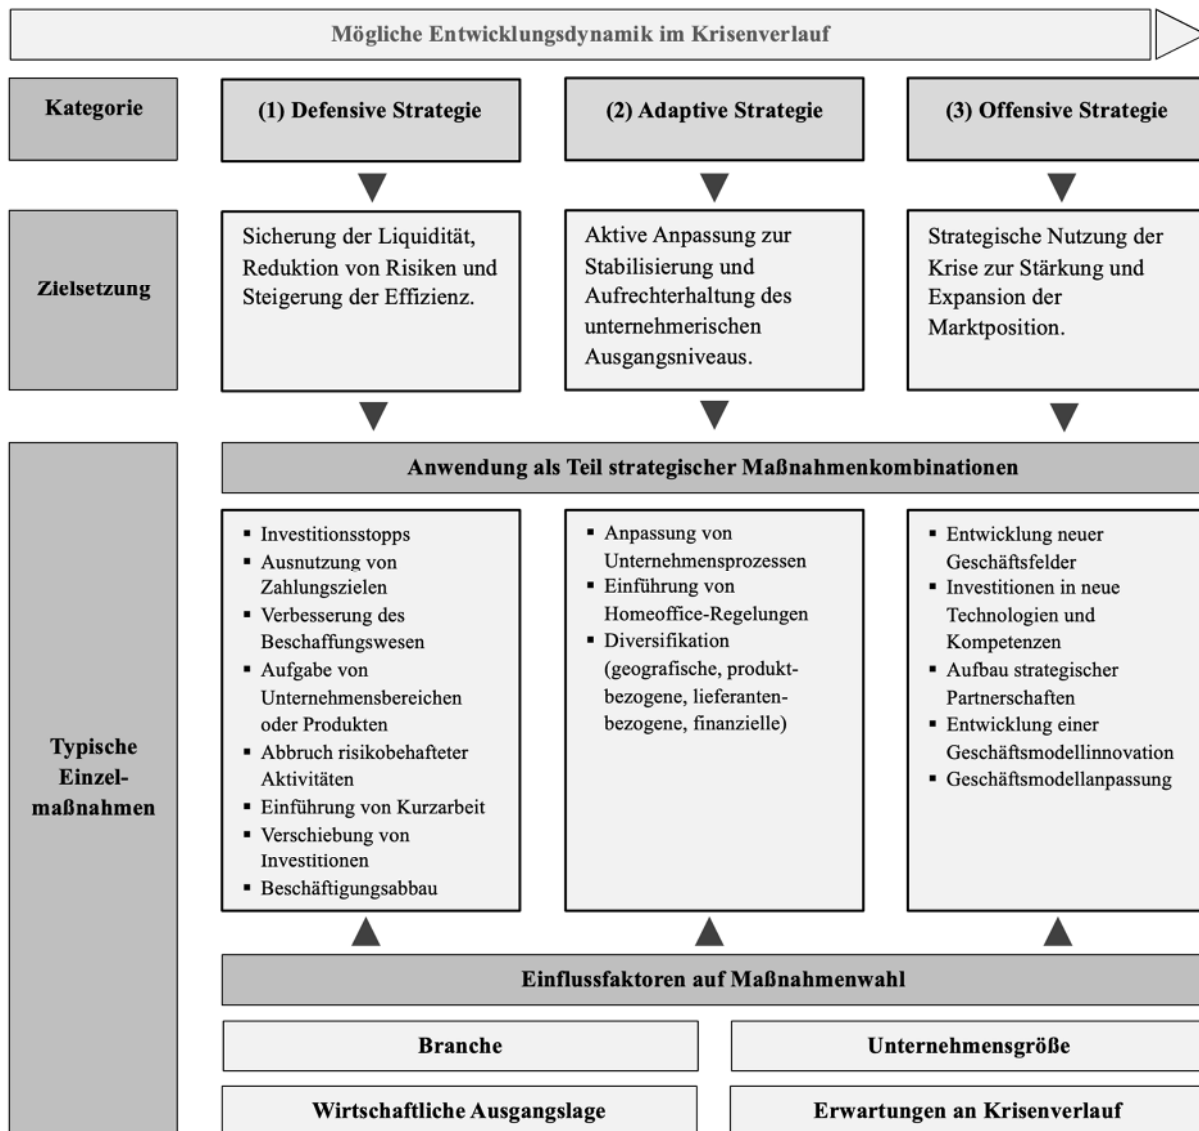 Mögliche Entwicklungsdynamik im Krisenverlauf
Kategorie
(1) Defensive Strategie
(2) Adaptive Strategie
(3) Offensive Strategie
Zielsetzung
Sicherung der Liquidität,
Reduktion von Risiken und
Steigerung der Effizienz.
Aktive Anpassung zur
Stabilisierung und
Aufrechterhaltung des
unternehmerischen
Ausgangsniveaus.
Strategische Nutzung der
Krise zur Stärkung und
Expansion der
Marktposition.
Typische
Einzel-
maßnahmen
Anwendung als Teil strategischer Maßnahmenkombinationen
▪ Investitionsstopps
▪ Ausnutzung von
Zahlungszielen
▪ Verbesserung des
Beschaffungswesen
▪ Aufgabe von
Unternehmensbereichen
oder Produkten
▪ Abbruch risikobehafteter
Aktivitäten
▪ Einführung von Kurzarbeit
▪ Verschiebung von
Investitionen
▪ Beschäftigungsabbau
▪ Anpassung von
Unternehmensprozessen
▪ Einführung von
Homeoffice-Regelungen
▪ Diversifikation
(geografische, produkt-
bezogene, lieferanten-
bezogene, finanzielle)
▪ Entwicklung neuer
Geschäftsfelder
▪ Investitionen in neue
Technologien und
Kompetenzen
▪ Aufbau strategischer
Partnerschaften
▪ Entwicklung einer
Geschäftsmodellinnovation
▪ Geschäftsmodellanpassung
Einflussfaktoren auf Maßnahmenwahl
Branche
Unternehmensgröße
Wirtschaftliche Ausgangslage
Erwartungen an Krisenverlauf